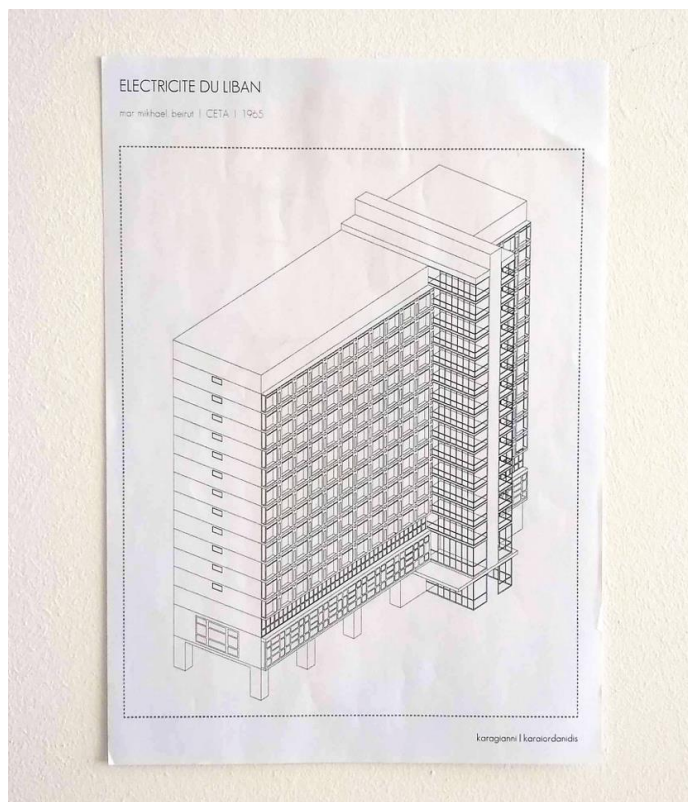 ELECTRICITE DU LIBAN
mar mikhael beirut | CETA | 1965
karagianni | karaiordanidis